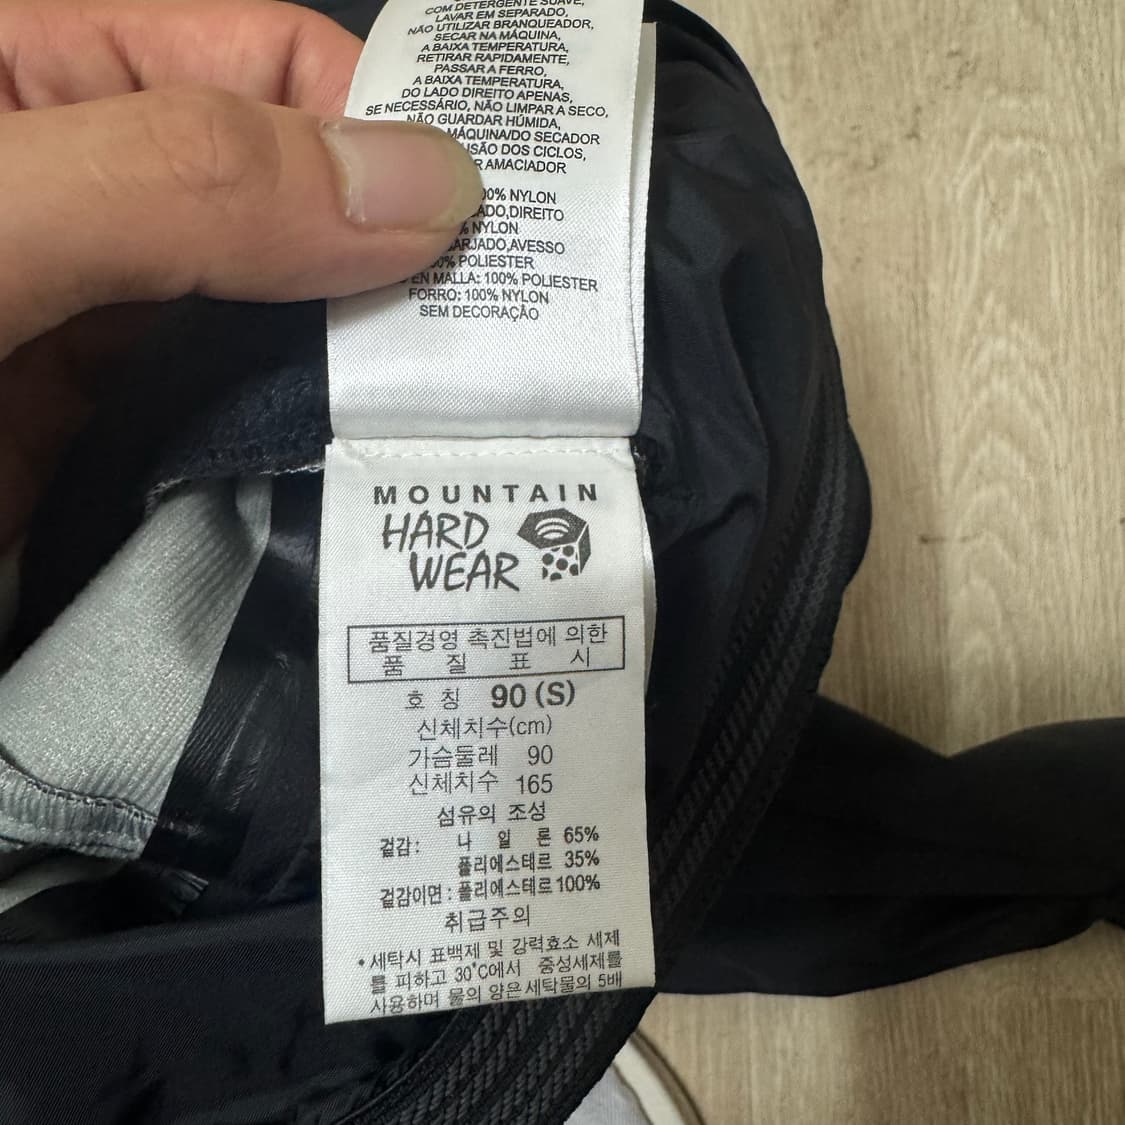 COM DETERGENTE SUAVE,
LAVAR EM SEPARADO,
NÃO UTILIZAR BRANQUEADOR,
SECAR NA MÁQUINA,
A BAIXA TEMPERATURA,
RETIRAR RAPIDAMENTE,
PASSAR A FERRO,
A BAIXA TEMPERATURA,
DO LADO DIREITO APENAS,
SE NECESSÁRIO, NÃO LIMPAR A SECO,
NÃO GUARDAR HÚMIDA,
MÁQUINA/DO SECADOR
DOS CICLOS,
AMACIADOR
NYLON
DIREITO
% NYLON
AVESSO
POLIESTER
EN MALLA: 100% POLIESTER
FORRO: 100% NYLON
SEM DECORAÇÃO
MOUNTAIN
HARD
WEAR
품질경영 촉진법에 의한
품 질 표 시
호 칭 90 (S)
신체치수(cm)
가슴둘레 90
신체치수 165
섬유의 조성
겉감: 나 일 론 65%
폴리에스테르 35%
겉감이면 : 폴리에스테르 100%
취급주의
• 세탁시 표백제 및 강력효소 세제
를 피하고 30°C에서 중성세제를
사용하며 물의 양은 세탁물의 5배